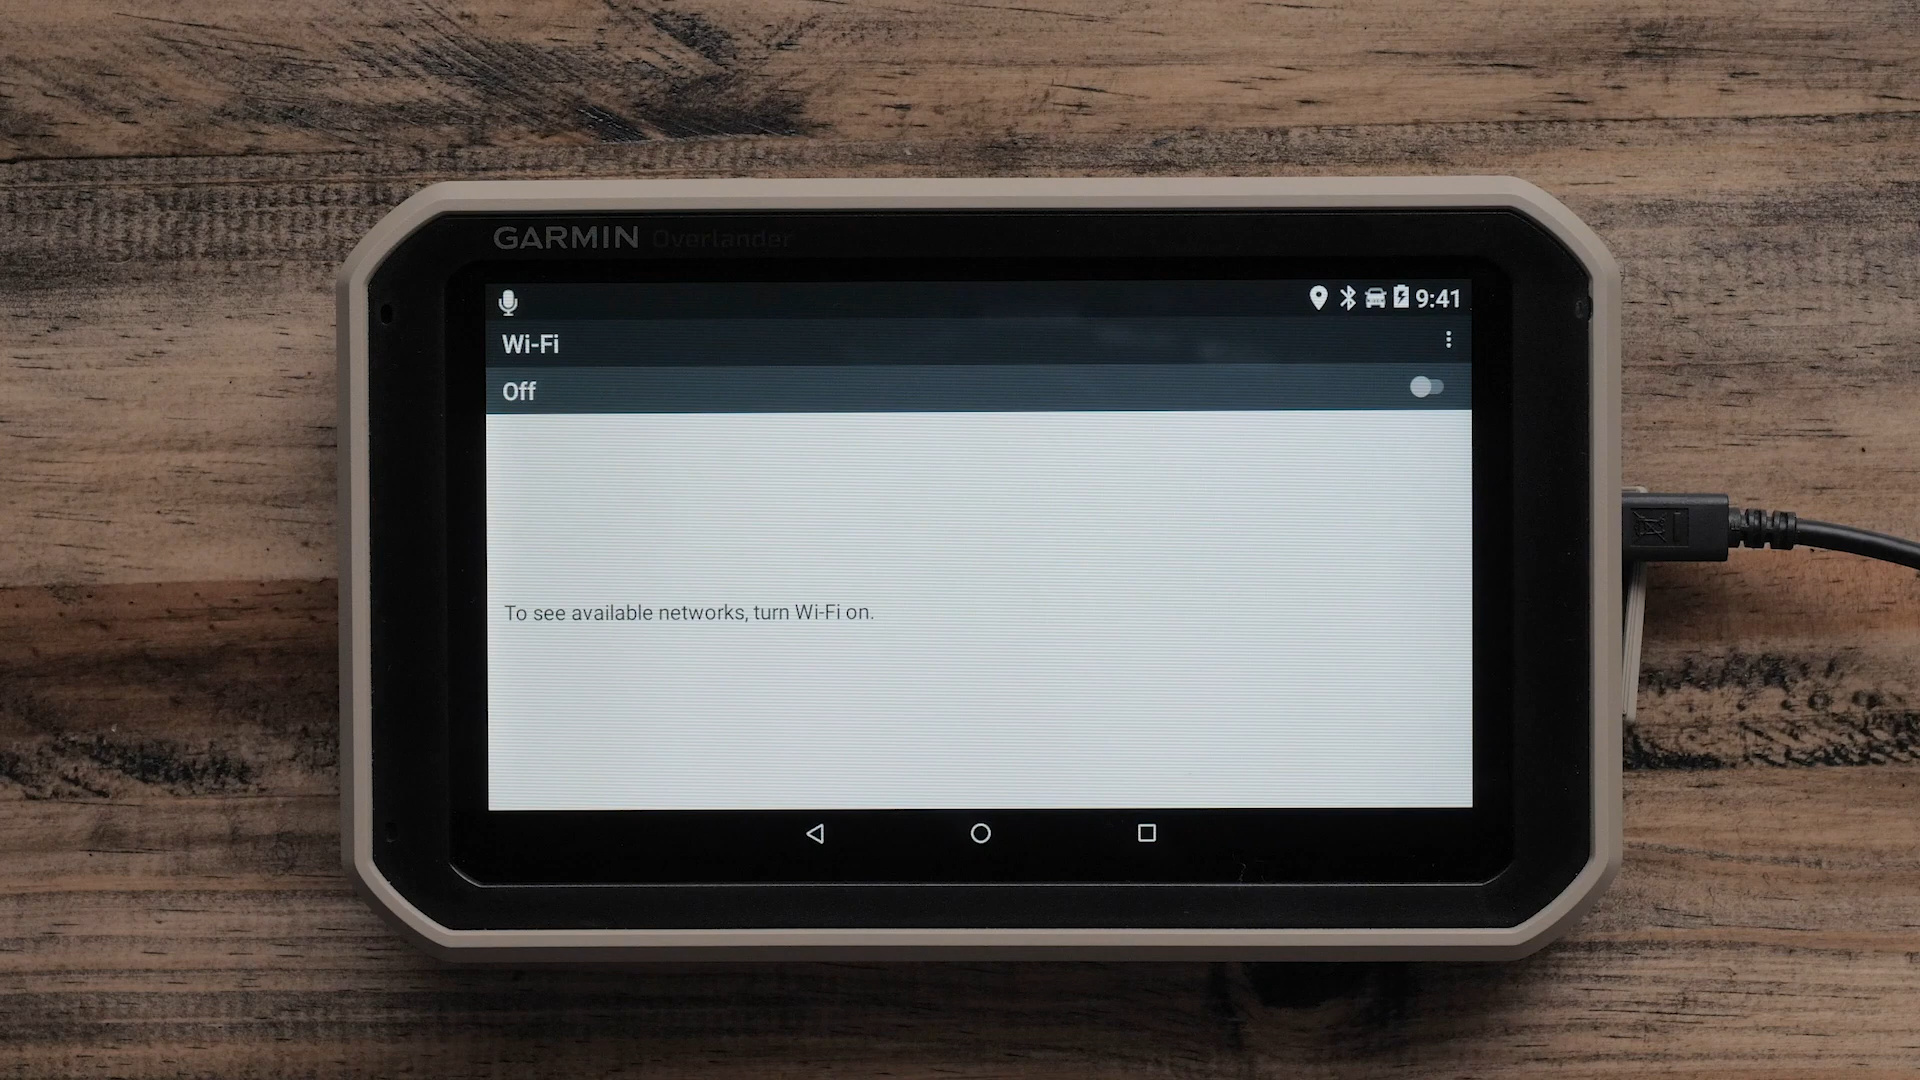 GARMIN Overlander
9:41
Wi-Fi
Off
To see available networks, turn Wi-Fi on.